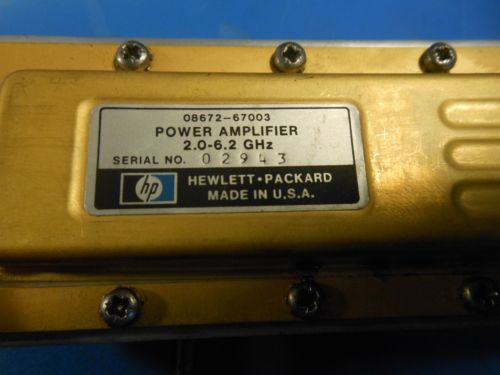 08672-67003
POWER AMPLIFIER
2.0-6.2 GHz
SERIAL NO. 02943
hp HEWLETT•PACKARD
MADE IN U.S.A.